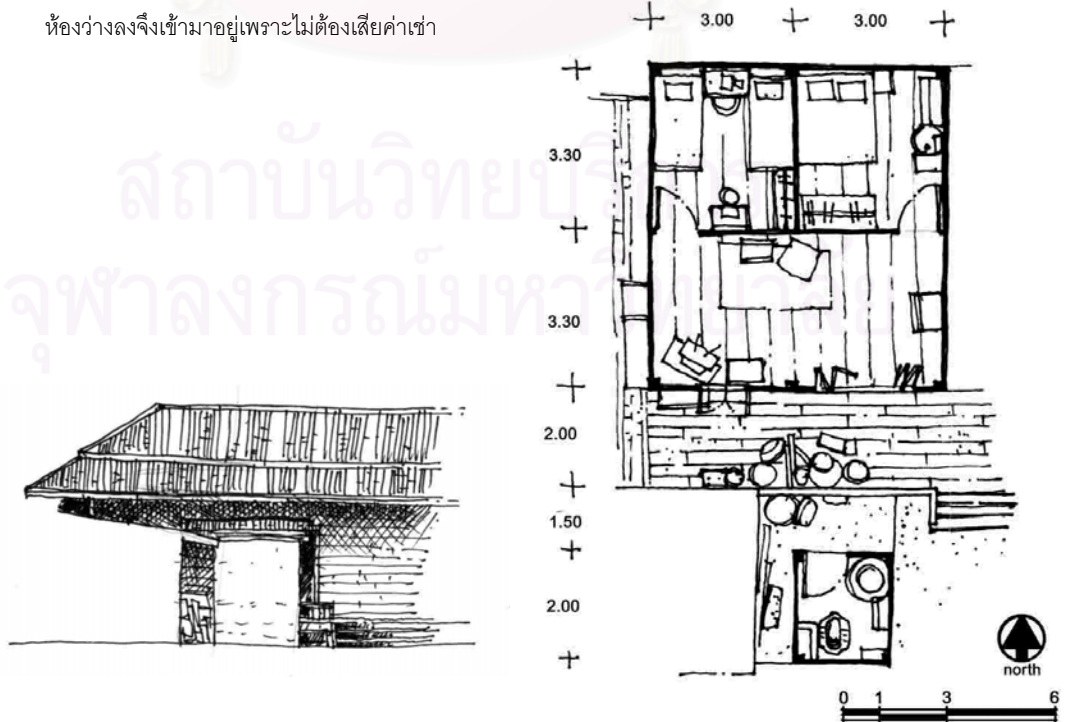 ห้องว่างลงจึงเข้ามาอยู่เพราะไม่ต้องเสียค่าเช่า
3.00 3.00
3.30
3.30
2.00
1.50
2.00
สถาบันวิทยบริการ
จุฬาลงกรณ์มหาวิทยาลัย
north
0 1 3 6